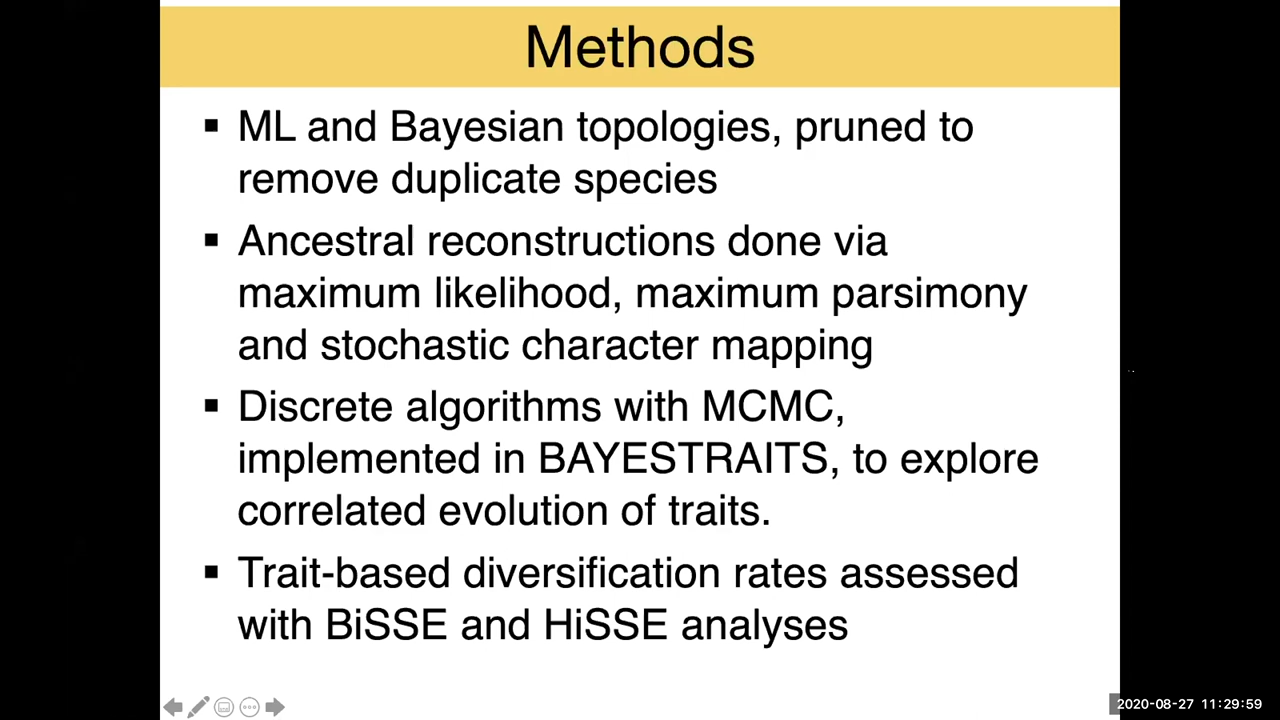 Methods
▪ ML and Bayesian topologies, pruned to
remove duplicate species
▪ Ancestral reconstructions done via
maximum likelihood, maximum parsimony
and stochastic character mapping
▪ Discrete algorithms with MCMC,
implemented in BAYESTRAITS, to explore
correlated evolution of traits.
▪ Trait-based diversification rates assessed
with BiSSE and HiSSE analyses
2020-08-27 11:29:59